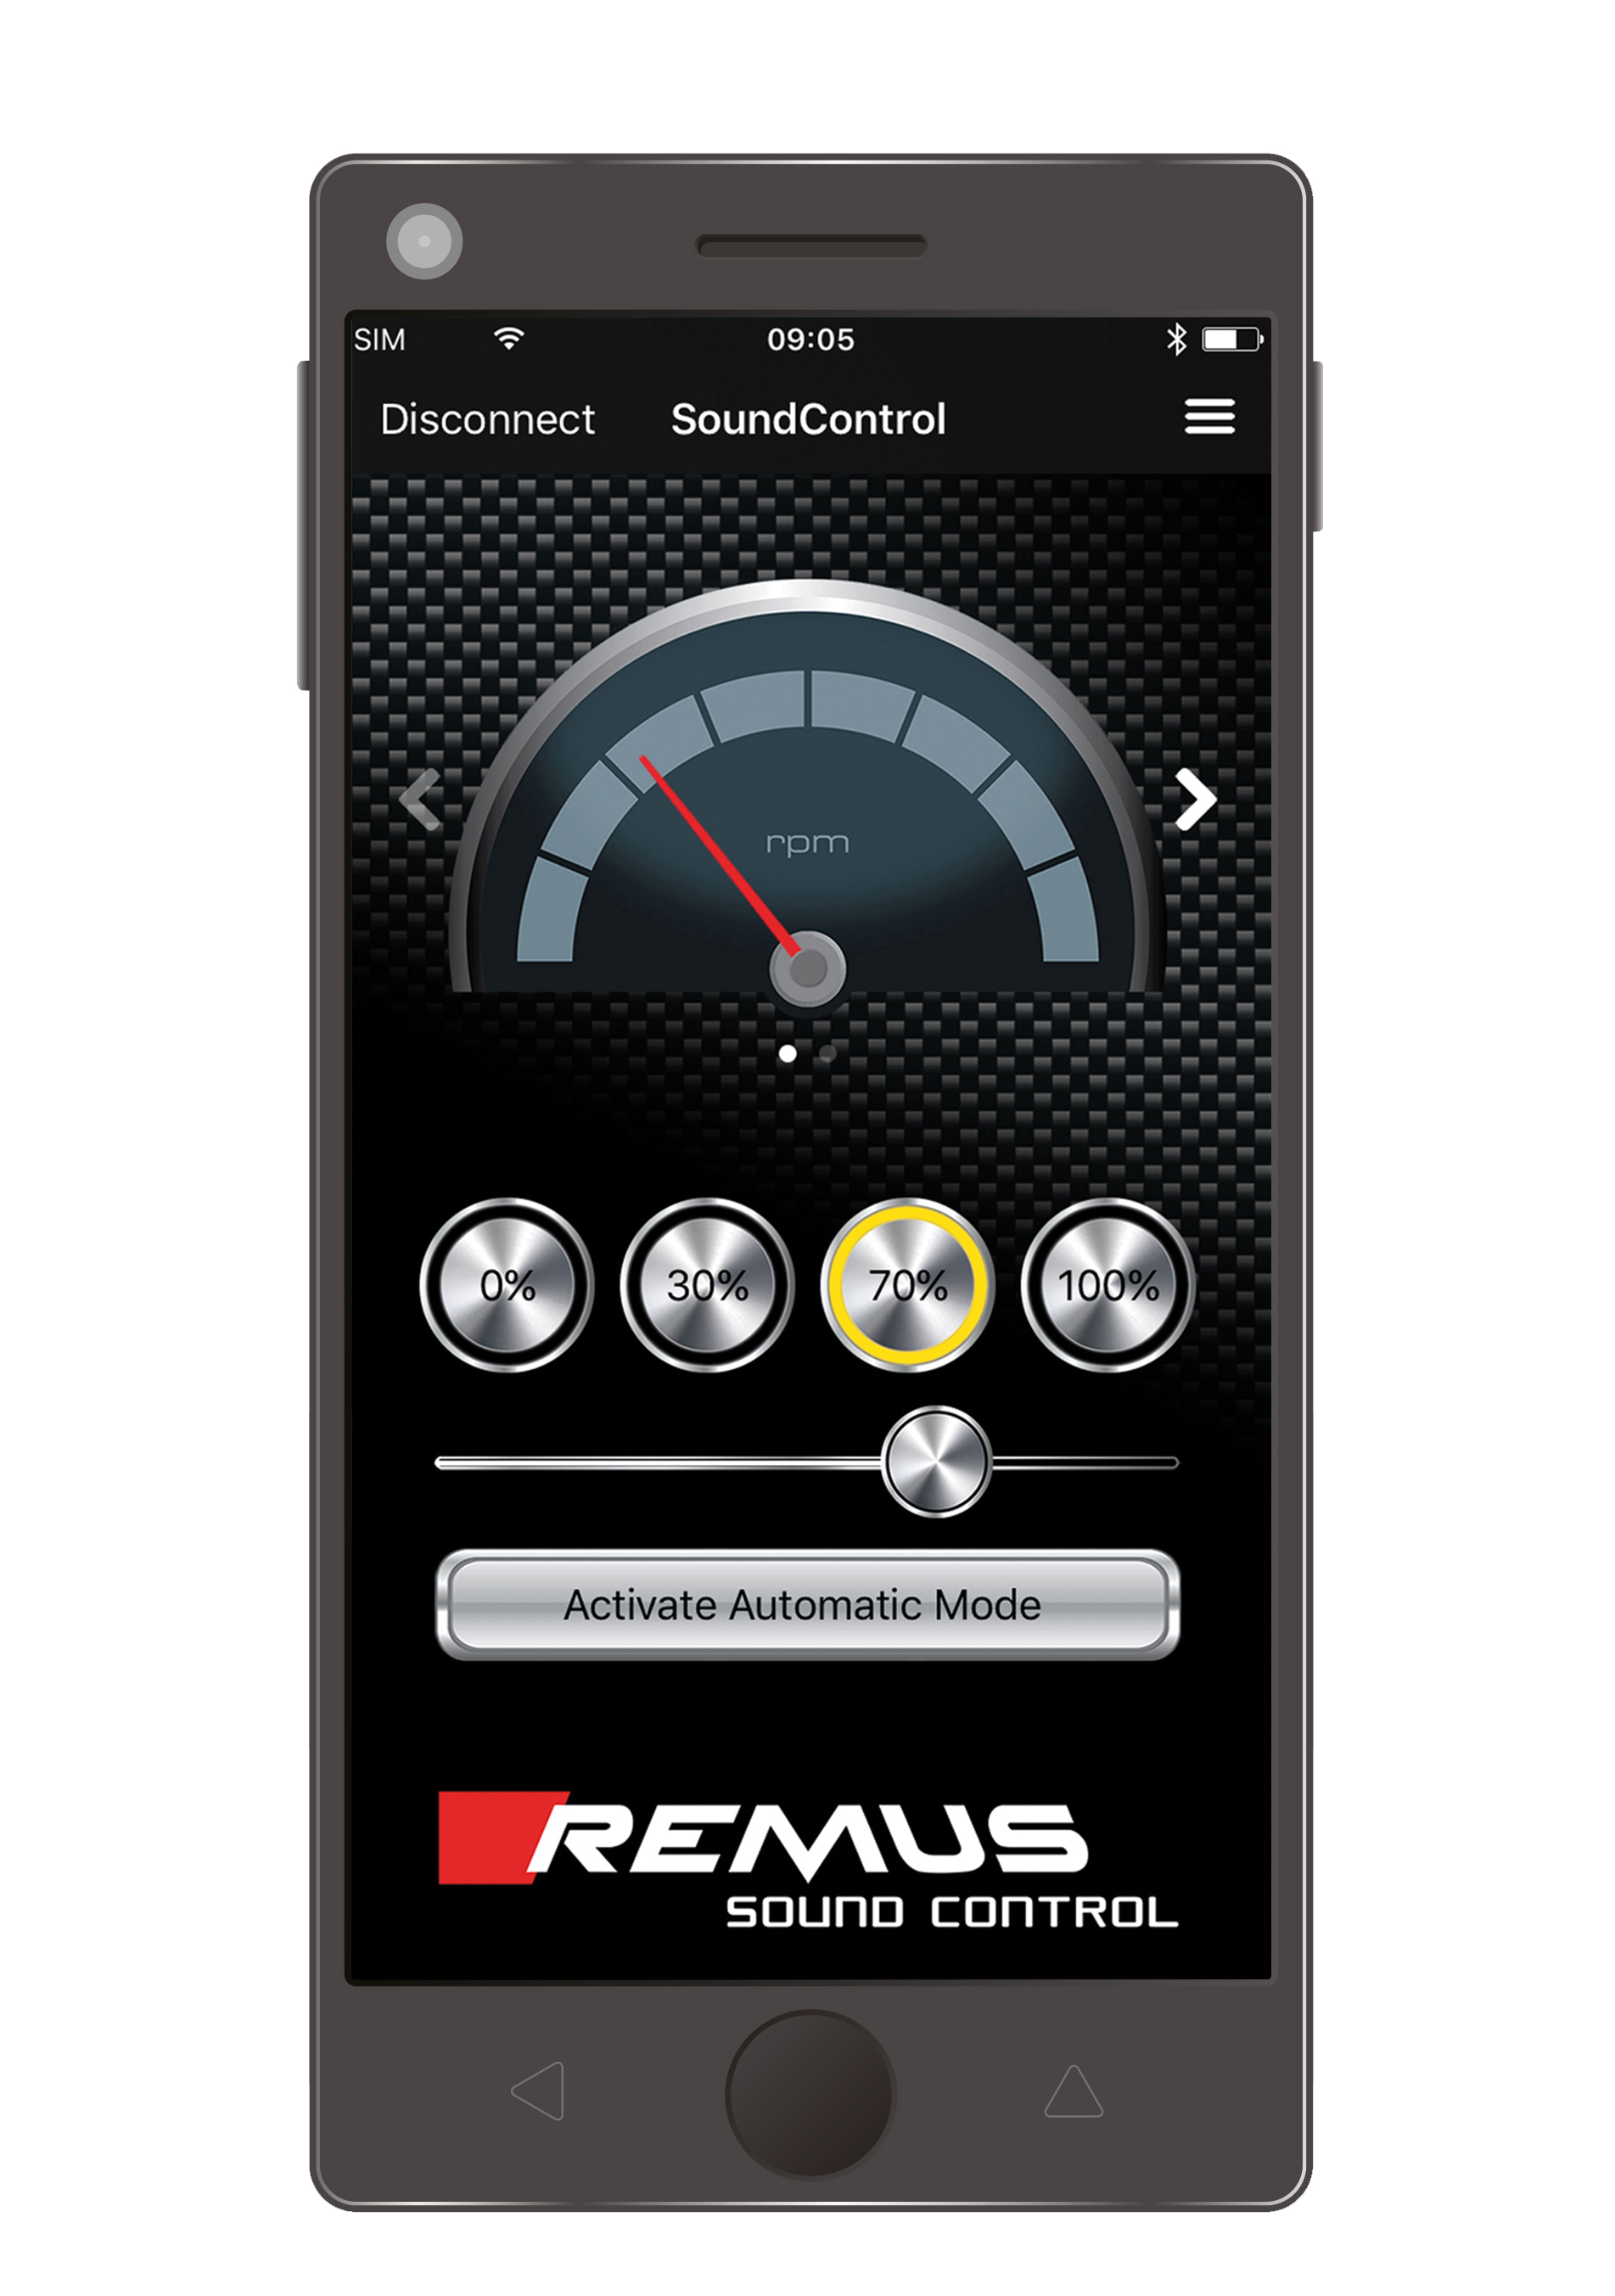 SIM 09:05
Disconnect SoundControl
rpm
0% 30% 70% 100%
Activate Automatic Mode
REMUS
SOUND CONTROL